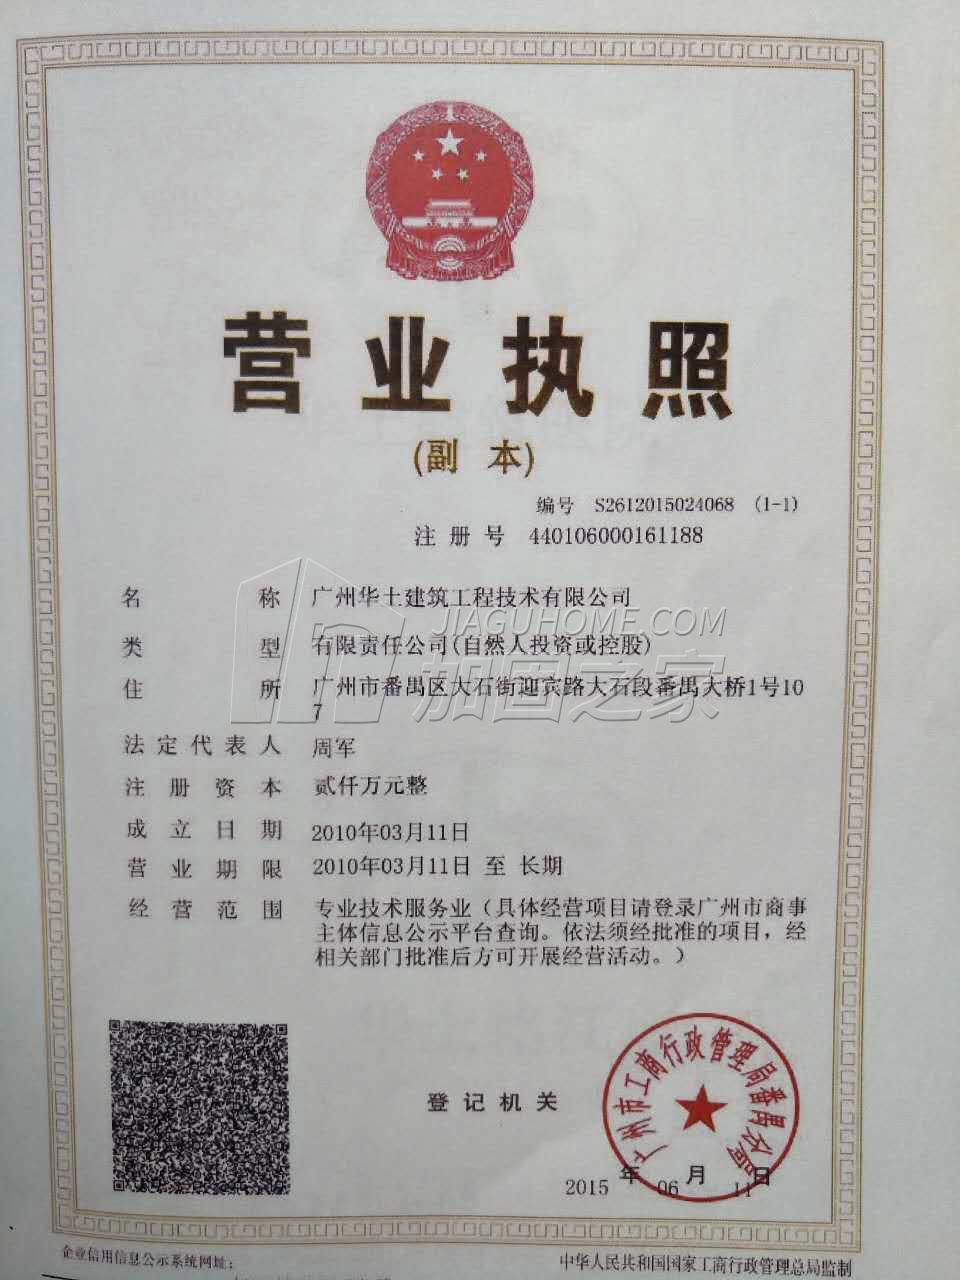 营业执照
(副 本)
编号 S2612015024068 (1-1)
注册号 440106000161188
名称 广州华土建筑工程技术有限公司
JIAGUHOME.COM
类型 有限责任公司(自然人投资或控股)
加固之家
住所 广州市番禺区大石街迎宾路大石段番禺大桥1号10
7
法定代表人 周军
注册资本 贰仟万元整
成立日期 2010年03月11日
营业期限 2010年03月11日 至 长期
经营范围 专业技术服务业（具体经营项目请登录广州市商事
主体信息公示平台查询。依法须经批准的项目，经
相关部门批准后方可开展经营活动。）
广州市工商行政管理局番禺分局
登记机关
2015年06月11日
企业信用信息公示系统网址：
中华人民共和国国家工商行政管理总局监制